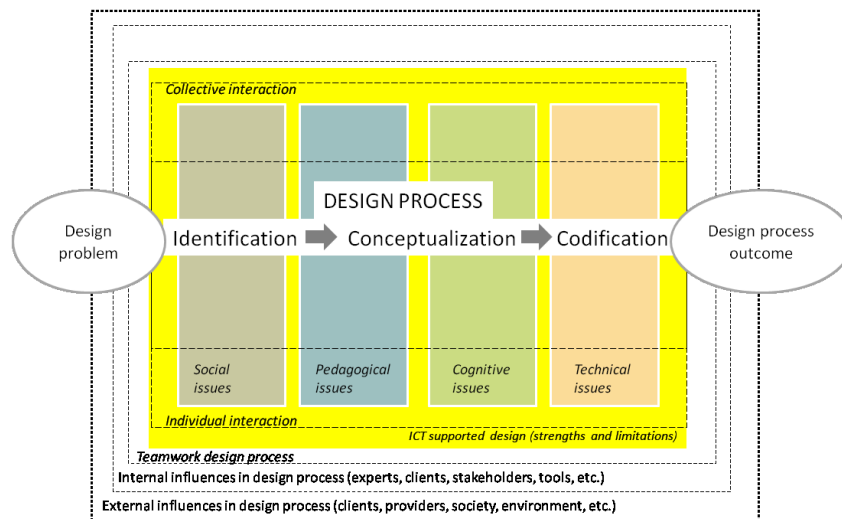 Collective interaction
DESIGN PROCESS
Design
problem
Identification
Conceptualization
Codification
Design process
outcome
Social
issues
Pedagogical
issues
Cognitive
issues
Technical
issues
Individual interaction
ICT supported design (strengths and limitations)
Teamwork design process
Internal influences in design process (experts, clients, stakeholders, tools, etc.)
External influences in design process (clients, providers, society, environment, etc.)